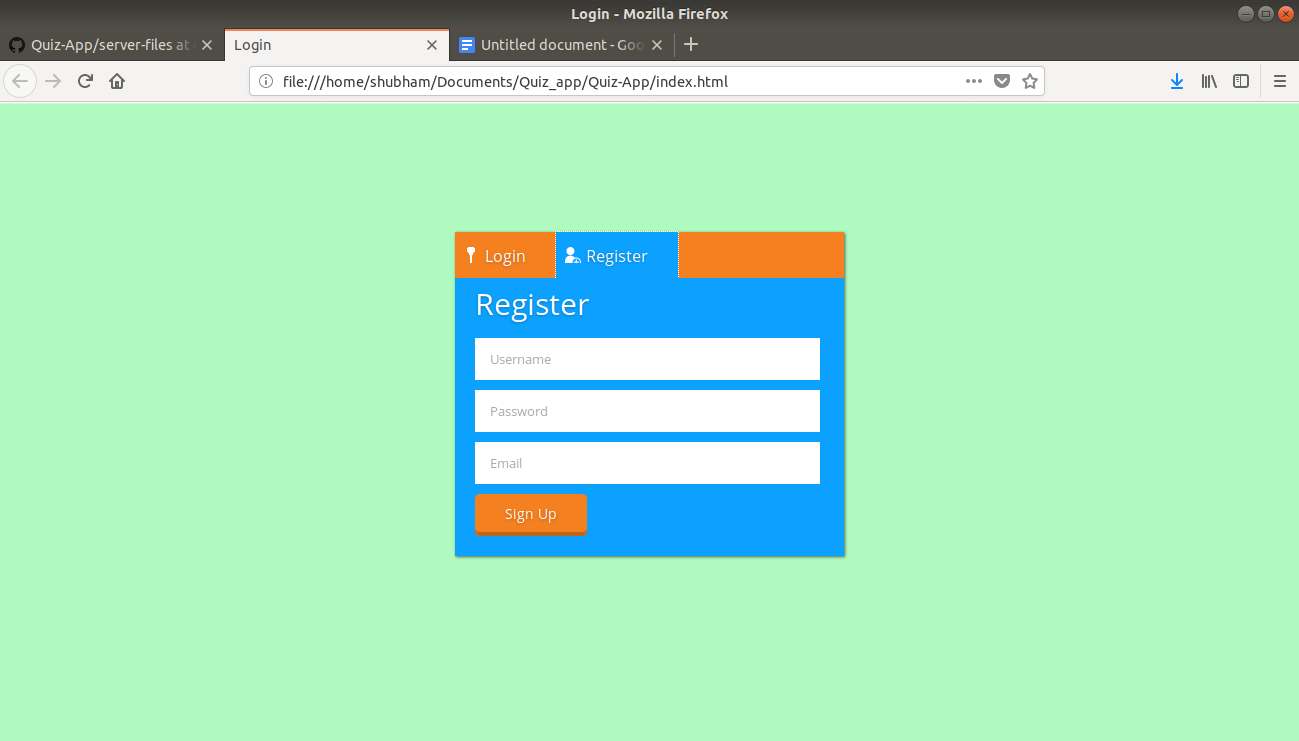 Login - Mozilla Firefox
Quiz-App/server-files at
Login
Untitled document - Goo
file:///home/shubham/Documents/Quiz_app/Quiz-App/index.html
Login
Register
Register
Username
Password
Email
Sign Up